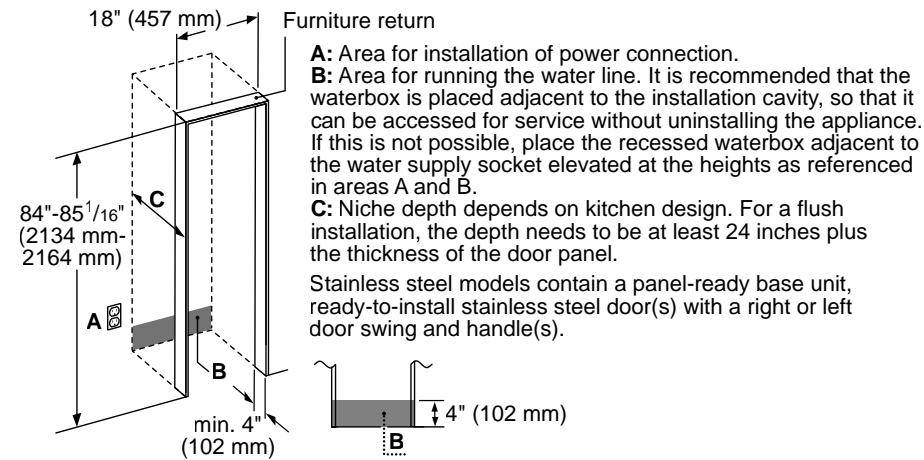 18" (457 mm)
Furniture return
A: Area for installation of power connection.
B: Area for running the water line. It is recommended that the
waterbox is placed adjacent to the installation cavity, so that it
can be accessed for service without uninstalling the appliance.
If this is not possible, place the recessed waterbox adjacent to
the water supply socket elevated at the heights as referenced
in areas A and B.
C: Niche depth depends on kitchen design. For a flush
installation, the depth needs to be at least 24 inches plus
the thickness of the door panel.
Stainless steel models contain a panel-ready base unit,
ready-to-install stainless steel door(s) with a right or left
door swing and handle(s).
C
84"-85 1/16"
(2134 mm-
2164 mm)
A
B
min. 4"
(102 mm)
4" (102 mm)
B